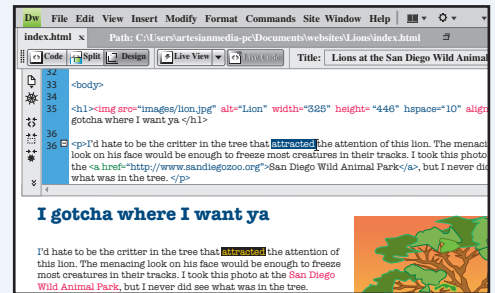 Dw File Edit View Insert Modify Format Commands Site Window Help
index.html x Path: C:\Users\artesianmedia-pc\Documents\websites\Lions\index.html
Code Split Design Live View Live Code Title: Lions at the San Diego Wild Animal
32
33 <body>
34
35 <h1><img src="images/lion.jpg" alt="Lion" width="325" height= "446" hspace="10" align
gotcha where I want ya </h1>
36
36 <p>I'd hate to be the critter in the tree that attracted the attention of this lion. The menaci
look on his face would be enough to freeze most creatures in their tracks. I took this photo
the <a href="http://www.sandiegozoo.org">San Diego Wild Animal Park</a>, but I never did
what was in the tree. </p>
I gotcha where I want ya
I'd hate to be the critter in the tree that attracted the attention of
this lion. The menacing look on his face would be enough to freeze
most creatures in their tracks. I took this photo at the San Diego
Wild Animal Park, but I never did see what was in the tree.